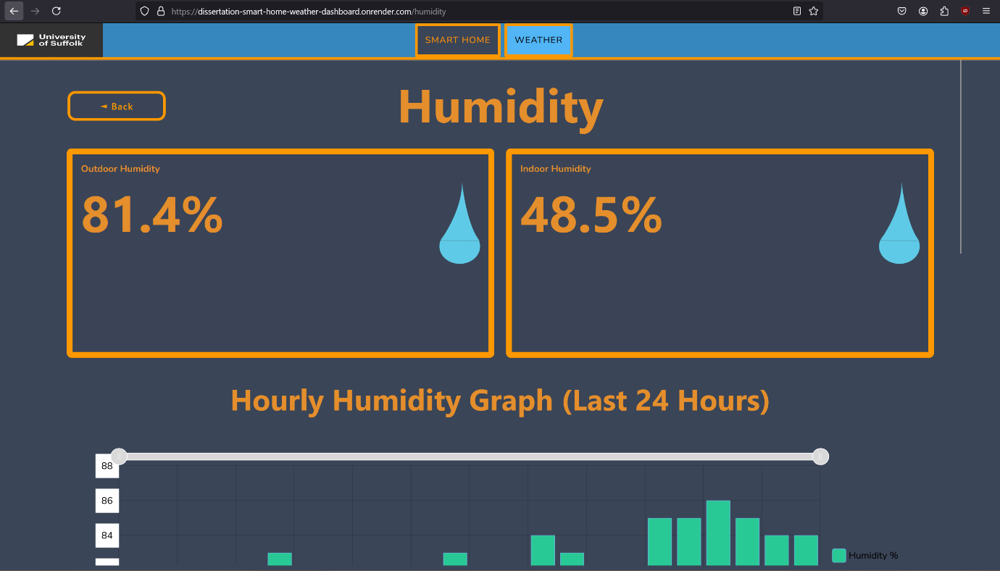 https://dissertation-smart-home-weather-dashboard.onrender.com/humidity
University
of Suffolk
SMART HOME
WEATHER
◄ Back
Humidity
Outdoor Humidity
81.4%
Indoor Humidity
48.5%
Hourly Humidity Graph (Last 24 Hours)
88
86
84
Humidity %